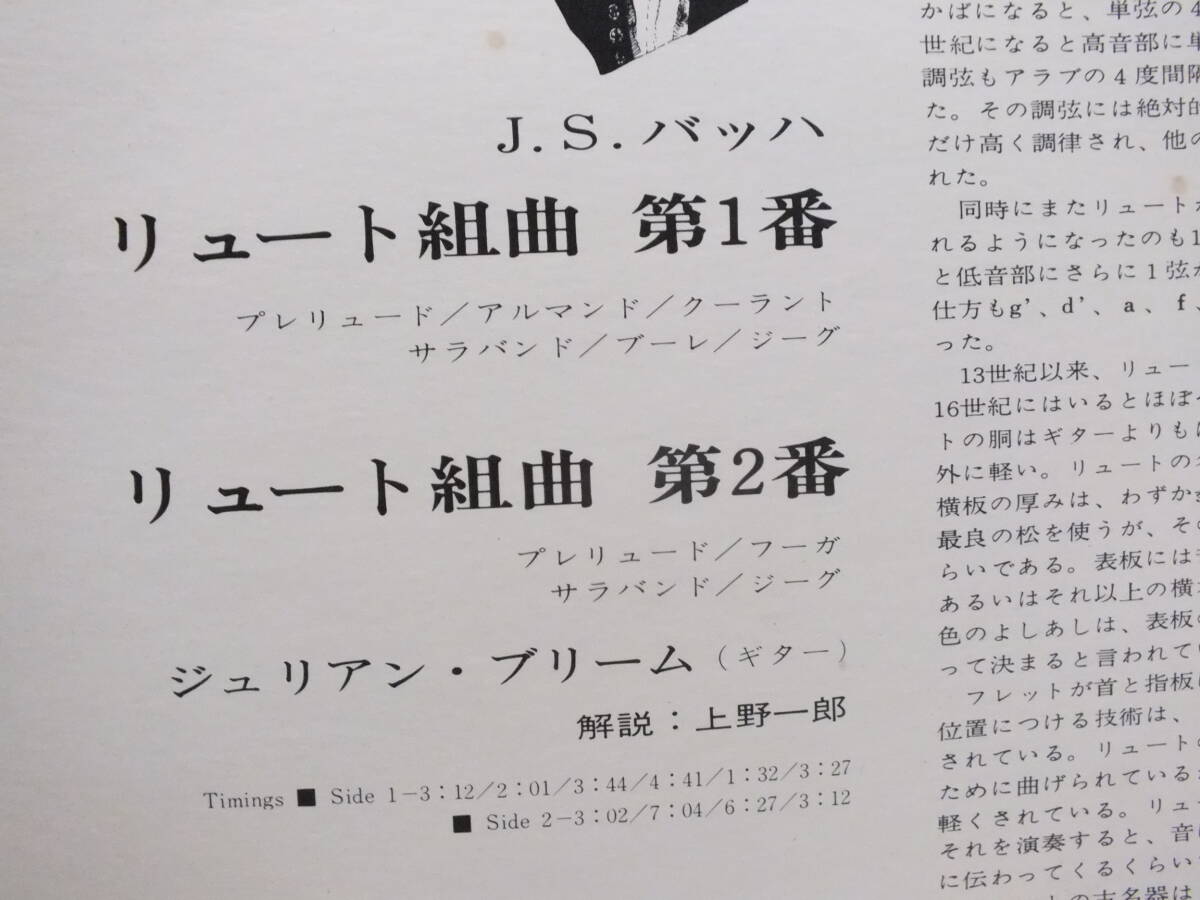 J.S.バッハ
リュート組曲 第1番
プレリュード／アルマンド／クーラント
サラバンド／ブーレ／ジーグ
リュート組曲 第2番
プレリュード／フーガ
サラバンド／ジーグ
ジュリアン・ブリーム（ギター）
解説：上野一郎
Timings ■ Side 1−3：12／2：01／3：44／4：41／1：32／3：27
■ Side 2−3：02／7：04／6：27／3：12
かばになると、単弦の4
世紀になると高音部に単
調弦もアラブの4度間隔
た。その調弦には絶対的
だけ高く調律され、他の
れた。
同時にまたリュートが
れるようになったのも1
と低音部にさらに1弦が
仕方もg’、d’、a、f
った。
13世紀以来、リュー
16世紀にはいるとほぼ
トの胴はギターよりも
外に軽い。リュートの
横板の厚みは、わずか
最良の松を使うが、そ
らいである。表板には
あるいはそれ以上の横
色のよしあしは、表板の
って決まると言われてい
フレットが首と指板に
位置につける技術は、
されている。リュートの
ために曲げられている
軽くされている。リュ
それを演奏すると、音
に伝わってくるくらい
の古名器は